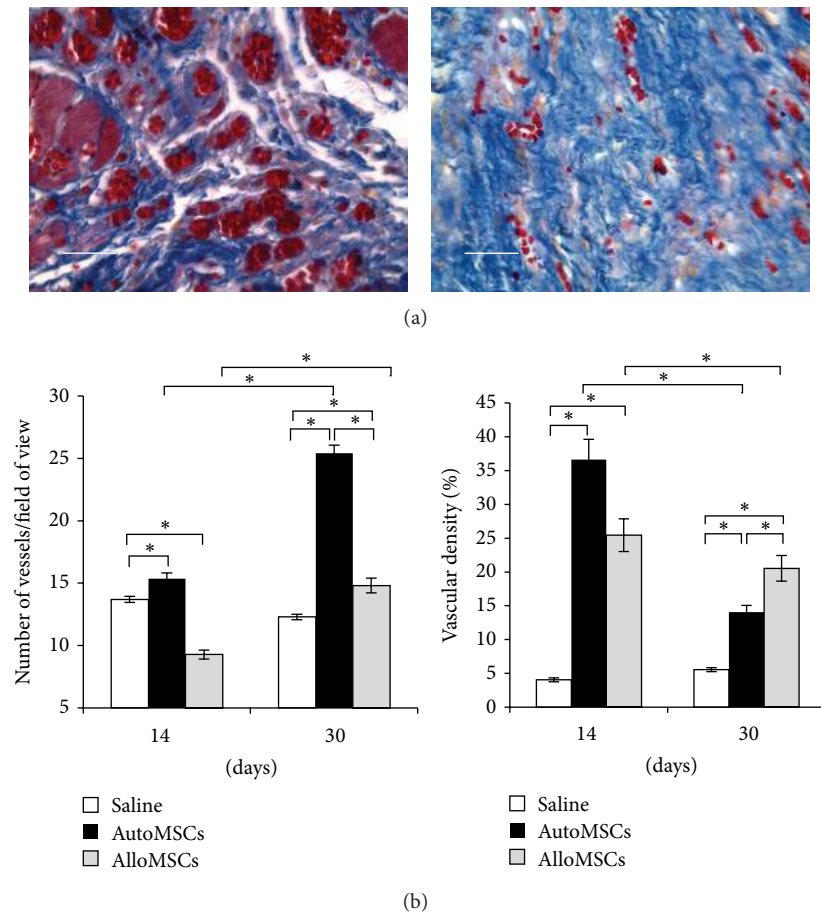 (a)
*
*
*
*
*
*
*
30
25
20
15
10
5
Number of vessels/field of view
14
30
(days)
Saline
AutoMSCs
AlloMSCs
*
*
*
*
*
*
*
45
40
35
30
25
20
15
10
5
0
Vascular density (%)
14
30
(days)
Saline
AutoMSCs
AlloMSCs
(b)